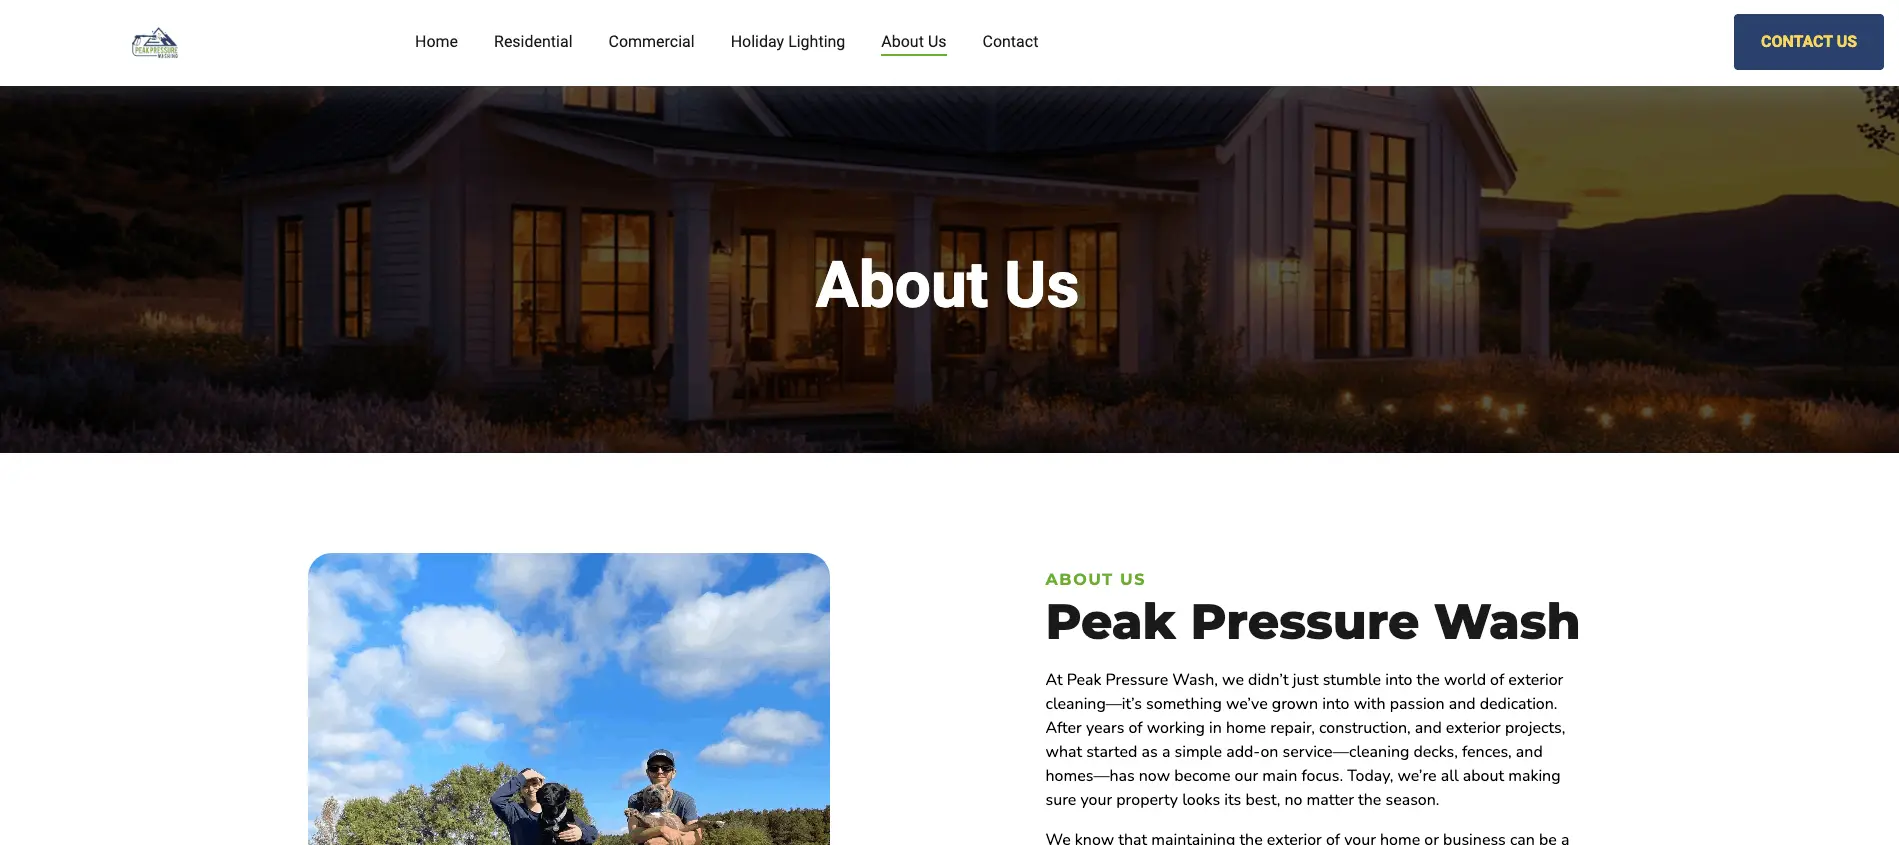 PEAK PRESSURE
WASHING
Home
Residential
Commercial
Holiday Lighting
About Us
Contact
CONTACT US
About Us
ABOUT US
Peak Pressure Wash
At Peak Pressure Wash, we didn’t just stumble into the world of exterior
cleaning—it’s something we’ve grown into with passion and dedication.
After years of working in home repair, construction, and exterior projects,
what started as a simple add-on service—cleaning decks, fences, and
homes—has now become our main focus. Today, we’re all about making
sure your property looks its best, no matter the season.
We know that maintaining the exterior of your home or business can be a